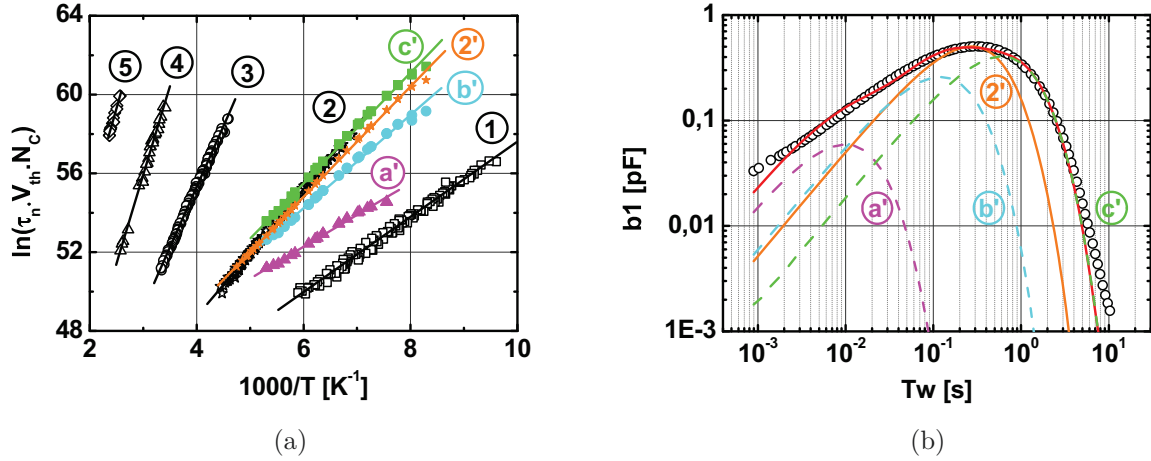 64
60
56
52
48
ln(τn.Vth.NC)
5
4
3
2
c'
2'
b'
1
a'
2 4 6 8 10
1000/T [K-1]
(a)
1
0,1
0,01
1E-3
b1 [pF]
2'
a'
b'
c'
10-3 10-2 10-1 100 101
Tw [s]
(b)